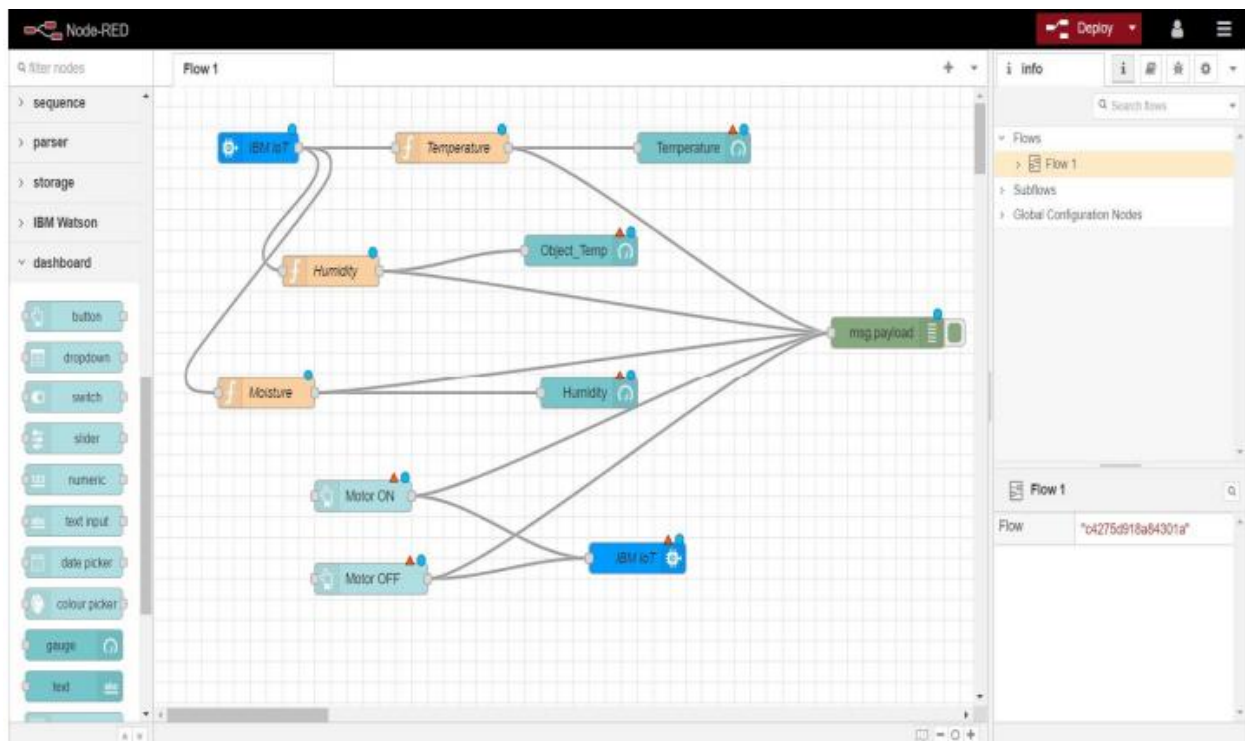 Node-RED
Deploy
filter nodes
Flow 1
i info
i
Search flows
sequence
parser
storage
IBM Watson
dashboard
button
dropdown
switch
slider
numeric
text input
date picker
colour picker
gauge
text
IBM IoT
Temperature
Temperature
Humidity
Object_Temp
msg.payload
Moisture
Humidity
Motor ON
Motor OFF
IBM IoT
Flows
Flow 1
Subflows
Global Configuration Nodes
Flow 1
Flow "c4275d918a84301a"